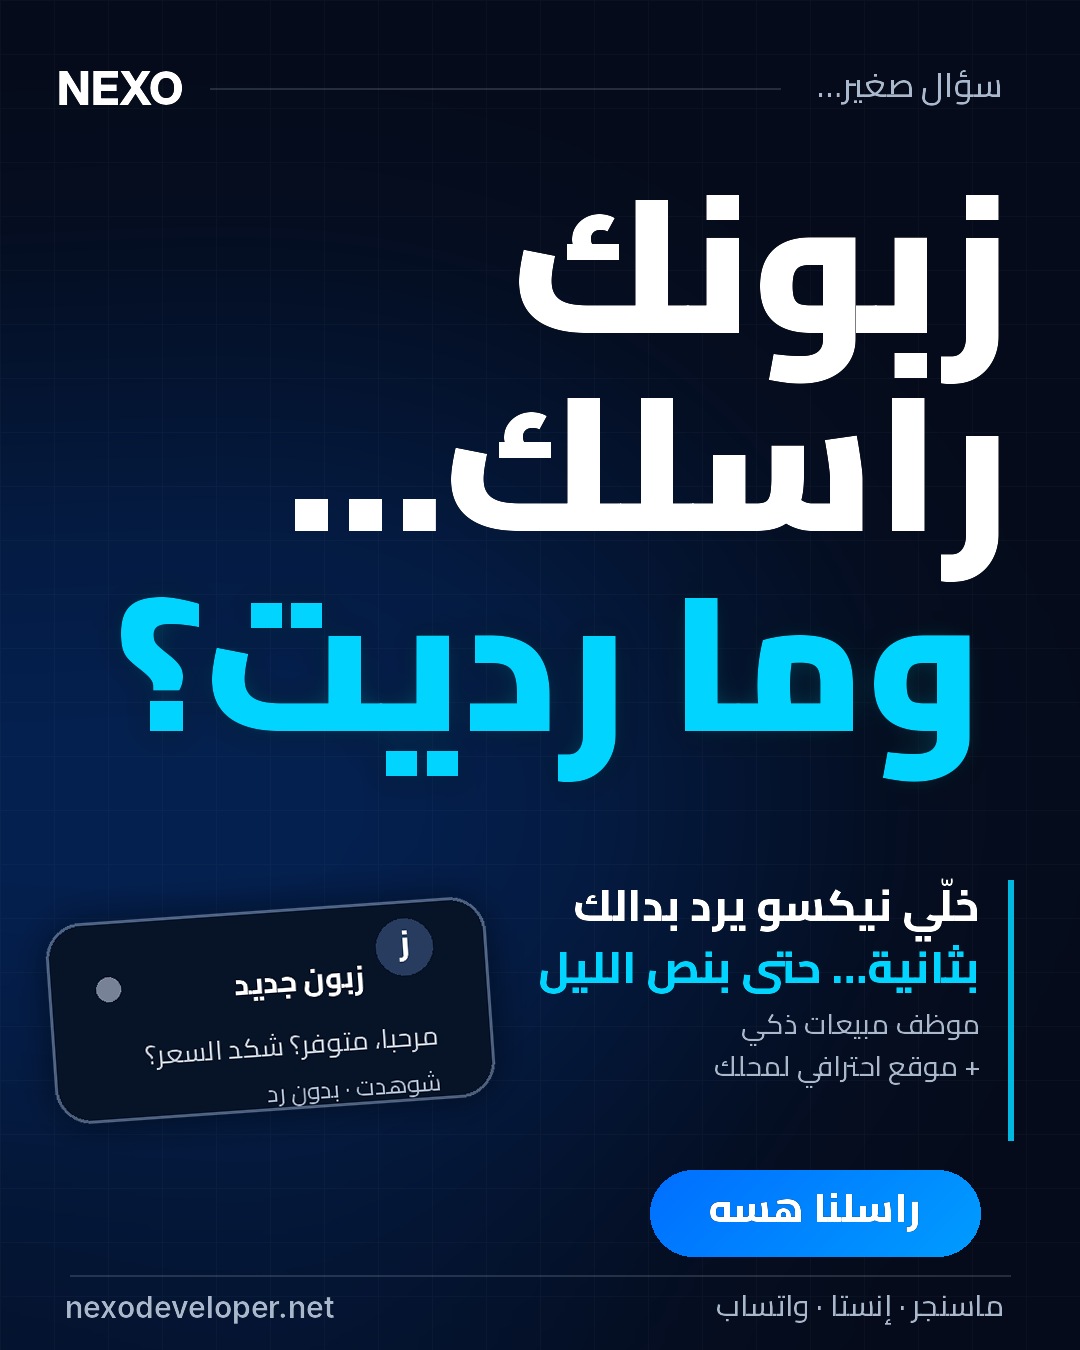 سؤال صغير...
NEXO
زبونك
راسلك...
وما رديت؟
خلّي نيكسو يرد بدالك
بثانية... حتى بنص الليل
موظف مبيعات ذكي
+ موقع احترافي لمحلك
ز
زبون جديد
مرحبا، متوفر؟ شكد السعر؟
شوهدت · بدون رد
راسلنا هسه
ماسنجر · إنستا · واتساب
nexodeveloper.net